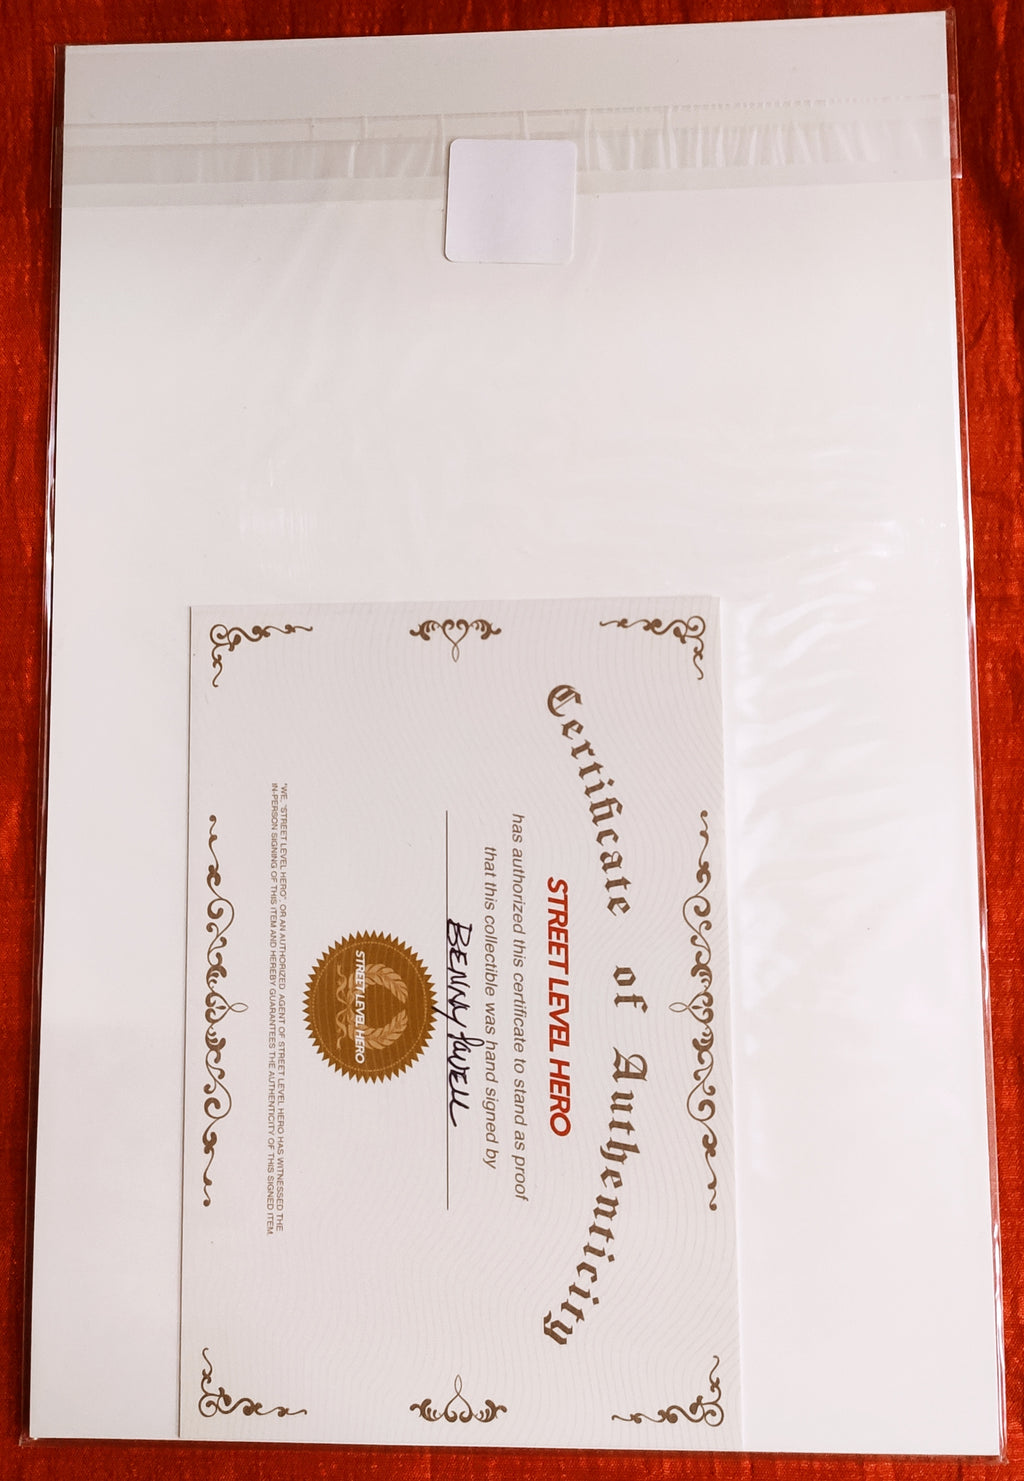 Certificate of Authenticity
STREET LEVEL HERO
has authorized this certificate to stand as proof
that this collectible was hand signed by
BENNY POWELL
STREET LEVEL HERO
"WE, "STREET LEVEL HERO", OR AN AUTHORIZED AGENT OF STREET LEVEL HERO HAS WITNESSED THE
IN-PERSON SIGNING OF THIS ITEM AND HEREBY GUARANTEES THE AUTHENTICITY OF THIS SIGNED ITEM.